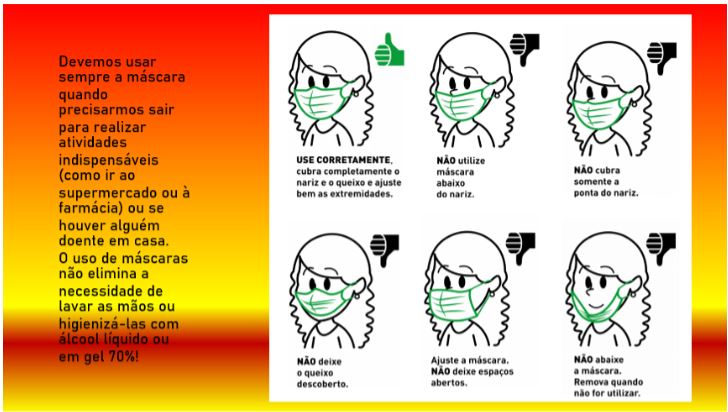 Devemos usar
sempre a máscara
quando
precisarmos sair
para realizar
atividades
indispensáveis
(como ir ao
supermercado ou à
farmácia) ou se
houver alguém
doente em casa.
O uso de máscaras
não elimina a
necessidade de
lavar as mãos ou
higienizá-las com
álcool líquido ou
em gel 70%!
USE CORRETAMENTE,
cubra completamente o
nariz e o queixo e ajuste
bem as extremidades.
NÃO utilize
máscara
abaixo
do nariz.
NÃO cubra
somente a
ponta do nariz.
NÃO deixe
o queixo
descoberto.
Ajuste a máscara.
NÃO deixe espaços
abertos.
NÃO abaixe
a máscara.
Remova quando
não for utilizar.